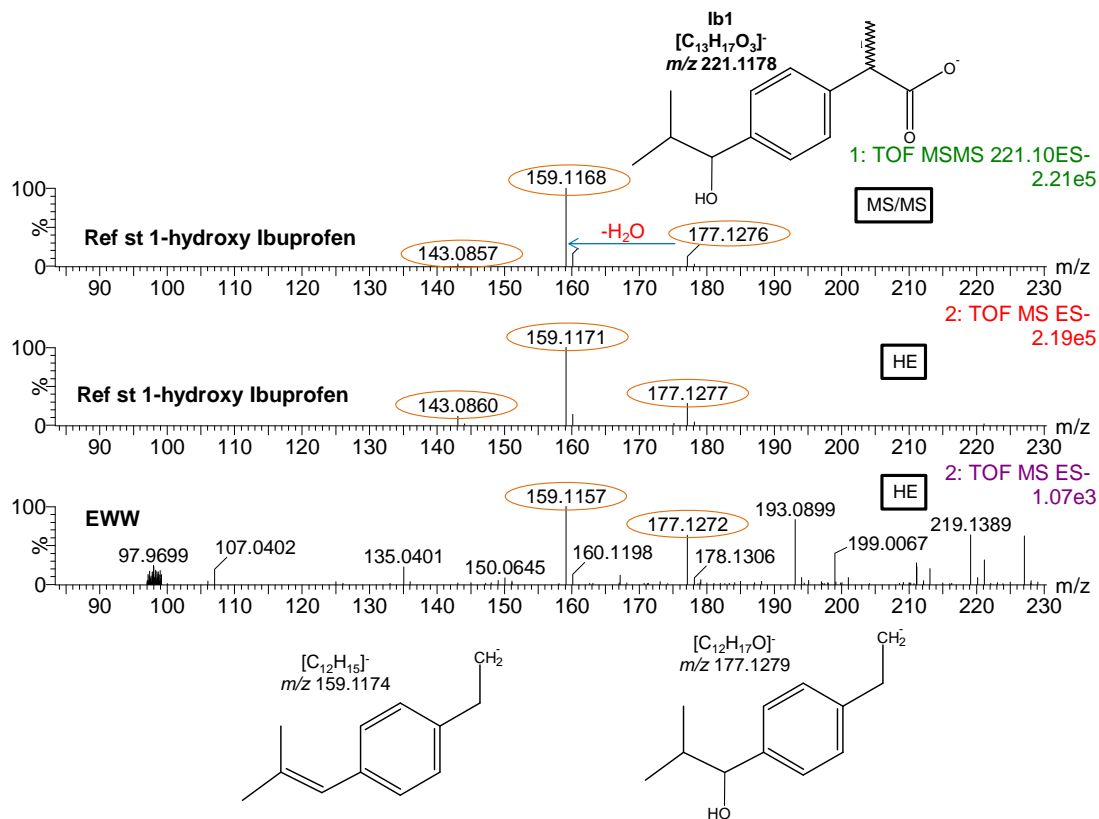 Ib1
[C₁₃H₁₇O₃]⁻
m/z 221.1178
O⁻
O
HO
1: TOF MSMS 221.10ES-
2.21e5
MS/MS
100
%
0
Ref st 1-hydroxy Ibuprofen
159.1168
-H₂O
177.1276
143.0857
m/z
90 100 110 120 130 140 150 160 170 180 190 200 210 220 230
2: TOF MS ES-
2.19e5
HE
100
%
0
Ref st 1-hydroxy Ibuprofen
159.1171
177.1277
143.0860
m/z
90 100 110 120 130 140 150 160 170 180 190 200 210 220 230
2: TOF MS ES-
1.07e3
HE
100
%
0
EWW
159.1157
177.1272
193.0899
219.1389
97.9699
107.0402
135.0401
150.0645
160.1198
178.1306
199.0067
m/z
90 100 110 120 130 140 150 160 170 180 190 200 210 220 230
[C₁₂H₁₅]⁻
m/z 159.1174
CH₂⁻
[C₁₂H₁₇O]⁻
m/z 177.1279
CH₂⁻
HO